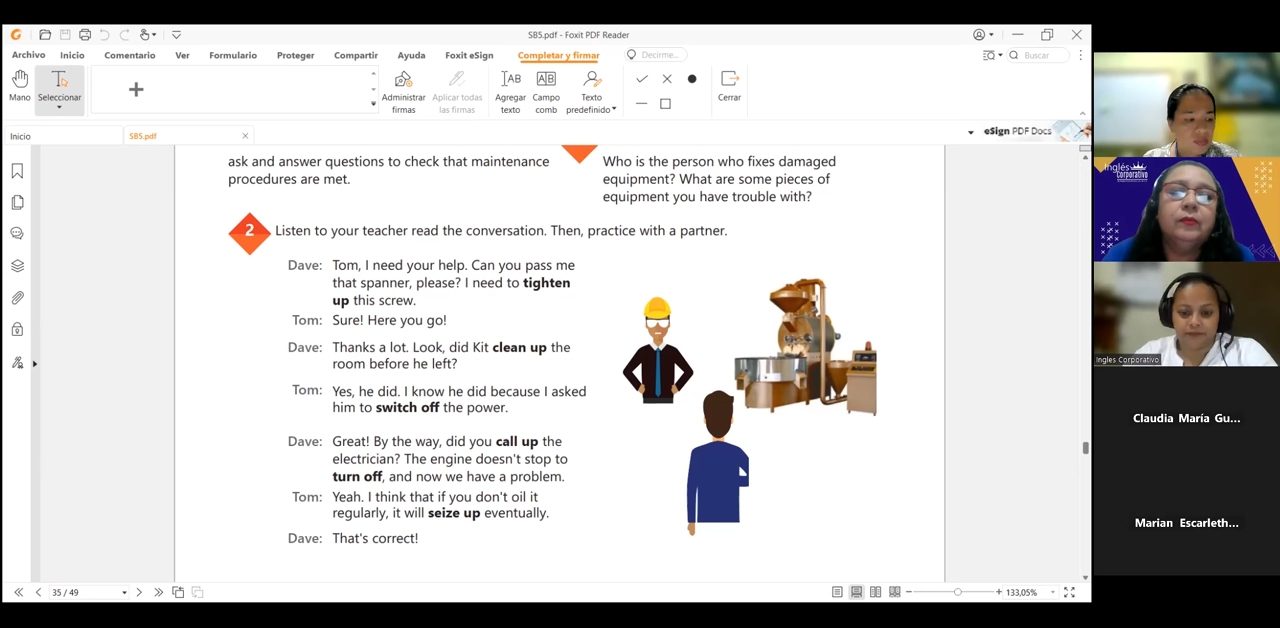 SB5.pdf - Foxit PDF Reader
Archivo Inicio Comentario Ver Formulario Proteger Compartir Ayuda Foxit eSign Completar y firmar Decirme... Buscar
Mano Seleccionar Administrar firmas Aplicar todas las firmas Agregar texto Campo comb Texto predefinido Cerrar
Inicio SB5.pdf eSign PDF Docs
ask and answer questions to check that maintenance
procedures are met.
Who is the person who fixes damaged
equipment? What are some pieces of
equipment you have trouble with?
2 Listen to your teacher read the conversation. Then, practice with a partner.
Dave: Tom, I need your help. Can you pass me
that spanner, please? I need to tighten
up this screw.
Tom: Sure! Here you go!
Dave: Thanks a lot. Look, did Kit clean up the
room before he left?
Tom: Yes, he did. I know he did because I asked
him to switch off the power.
Dave: Great! By the way, did you call up the
electrician? The engine doesn't stop to
turn off, and now we have a problem.
Tom: Yeah. I think that if you don't oil it
regularly, it will seize up eventually.
Dave: That's correct!
35 / 49 133,05%
Inglés
Corporativo
Ingles Corporativo
Claudia María Gu...
Marian Escarleth...